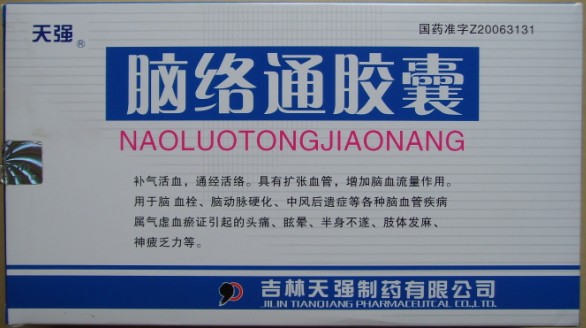 天强®
国药准字Z20063131
脑络通胶囊
NAOLUOTONGJIAONANG
补气活血，通经活络。具有扩张血管，增加脑血流量作用。
用于脑 血栓、脑动脉硬化、中风后遗症等各种脑血管疾病
属气虚血瘀证引起的头痛、眩晕、半身不遂、肢体发麻、
神疲乏力等。
吉林天强制药有限公司
JILIN TIANQIANG PHARMACEUTCAL CO.,LTD.